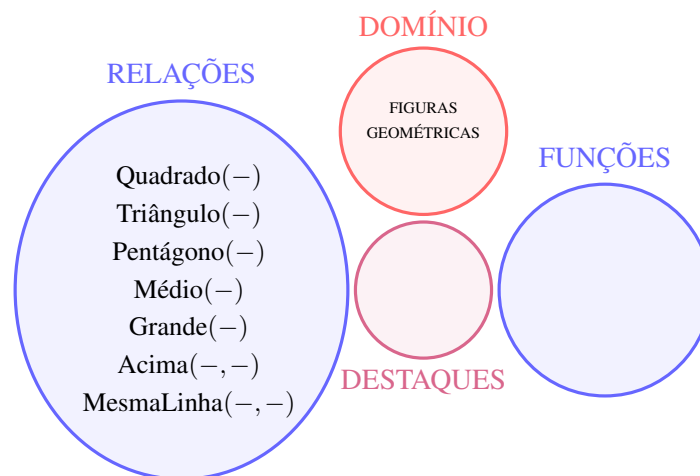 DOMÍNIO
RELAÇÕES
FIGURAS
GEOMÉTRICAS
FUNÇÕES
Quadrado(−)
Triângulo(−)
Pentágono(−)
Médio(−)
Grande(−)
Acima(−,−)
MesmaLinha(−,−)
DESTAQUES